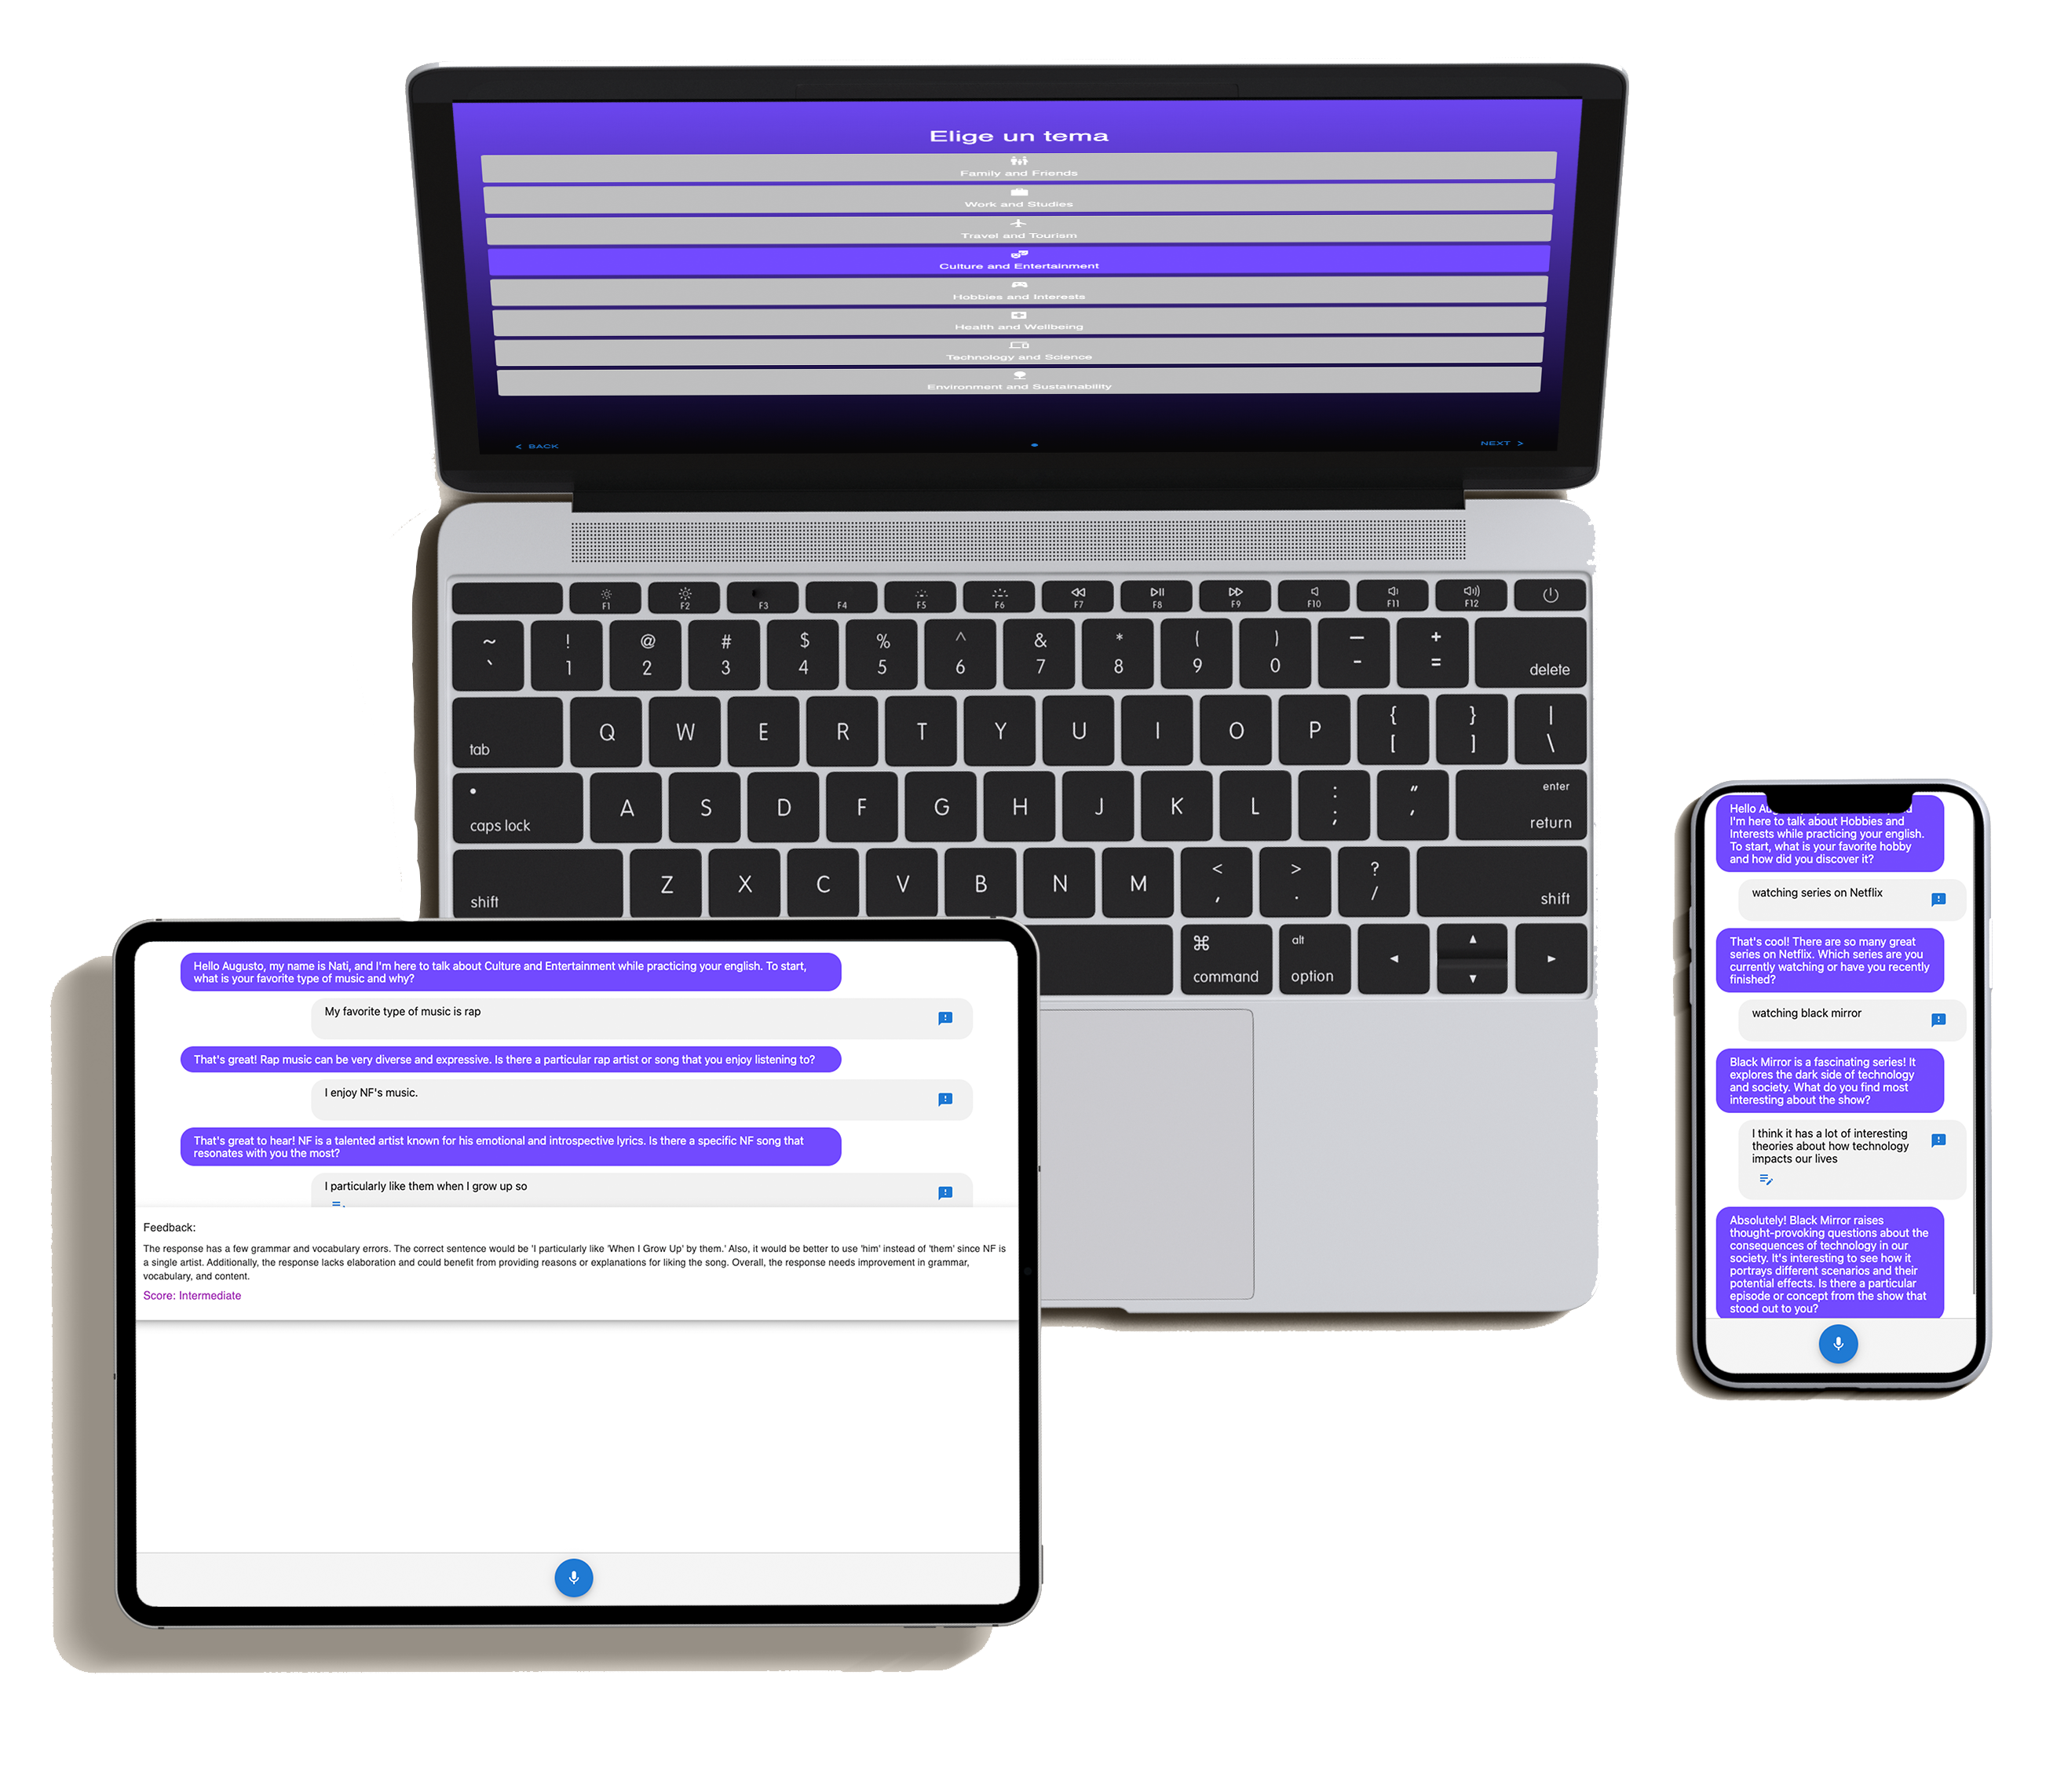 Elige un tema
Family and Friends
Work and Studies
Travel and Tourism
Culture and Entertainment
Hobbies and Interests
Health and Wellbeing
Technology and Science
Environment and Sustainability
< BACK
NEXT >
F1 F2 F3 F4 F5 F6 F7 F8 F9 F10 F11 F12
~ ! @ # $ % ^ & * ( ) — +
` 1 2 3 4 5 6 7 8 9 0 - = delete
tab Q W E R T Y U I O P { [ } ] | \
caps lock A S D F G H J K L : ; " , enter return
shift Z X C V B N M < , > . ? / shift
⌘ alt
command option
Hello Augusto, my name is Nati, and I'm here to talk about Culture and Entertainment while practicing your english. To start,
what is your favorite type of music and why?
My favorite type of music is rap
That's great! Rap music can be very diverse and expressive. Is there a particular rap artist or song that you enjoy listening to?
I enjoy NF's music.
That's great to hear! NF is a talented artist known for his emotional and introspective lyrics. Is there a specific NF song that
resonates with you the most?
I particularly like them when I grow up so
Feedback:
The response has a few grammar and vocabulary errors. The correct sentence would be 'I particularly like 'When I Grow Up' by them.' Also, it would be better to use 'him' instead of 'them' since NF is
a single artist. Additionally, the response lacks elaboration and could benefit from providing reasons or explanations for liking the song. Overall, the response needs improvement in grammar,
vocabulary, and content.
Score: Intermediate
Hello
I'm here to talk about Hobbies and
Interests while practicing your english.
To start, what is your favorite hobby
and how did you discover it?
watching series on Netflix
That's cool! There are so many great
series on Netflix. Which series are you
currently watching or have you recently
finished?
watching black mirror
Black Mirror is a fascinating series! It
explores the dark side of technology
and society. What do you find most
interesting about the show?
I think it has a lot of interesting
theories about how technology
impacts our lives
Absolutely! Black Mirror raises
thought-provoking questions about the
consequences of technology in our
society. It's interesting to see how it
portrays different scenarios and their
potential effects. Is there a particular
episode or concept from the show that
stood out to you?